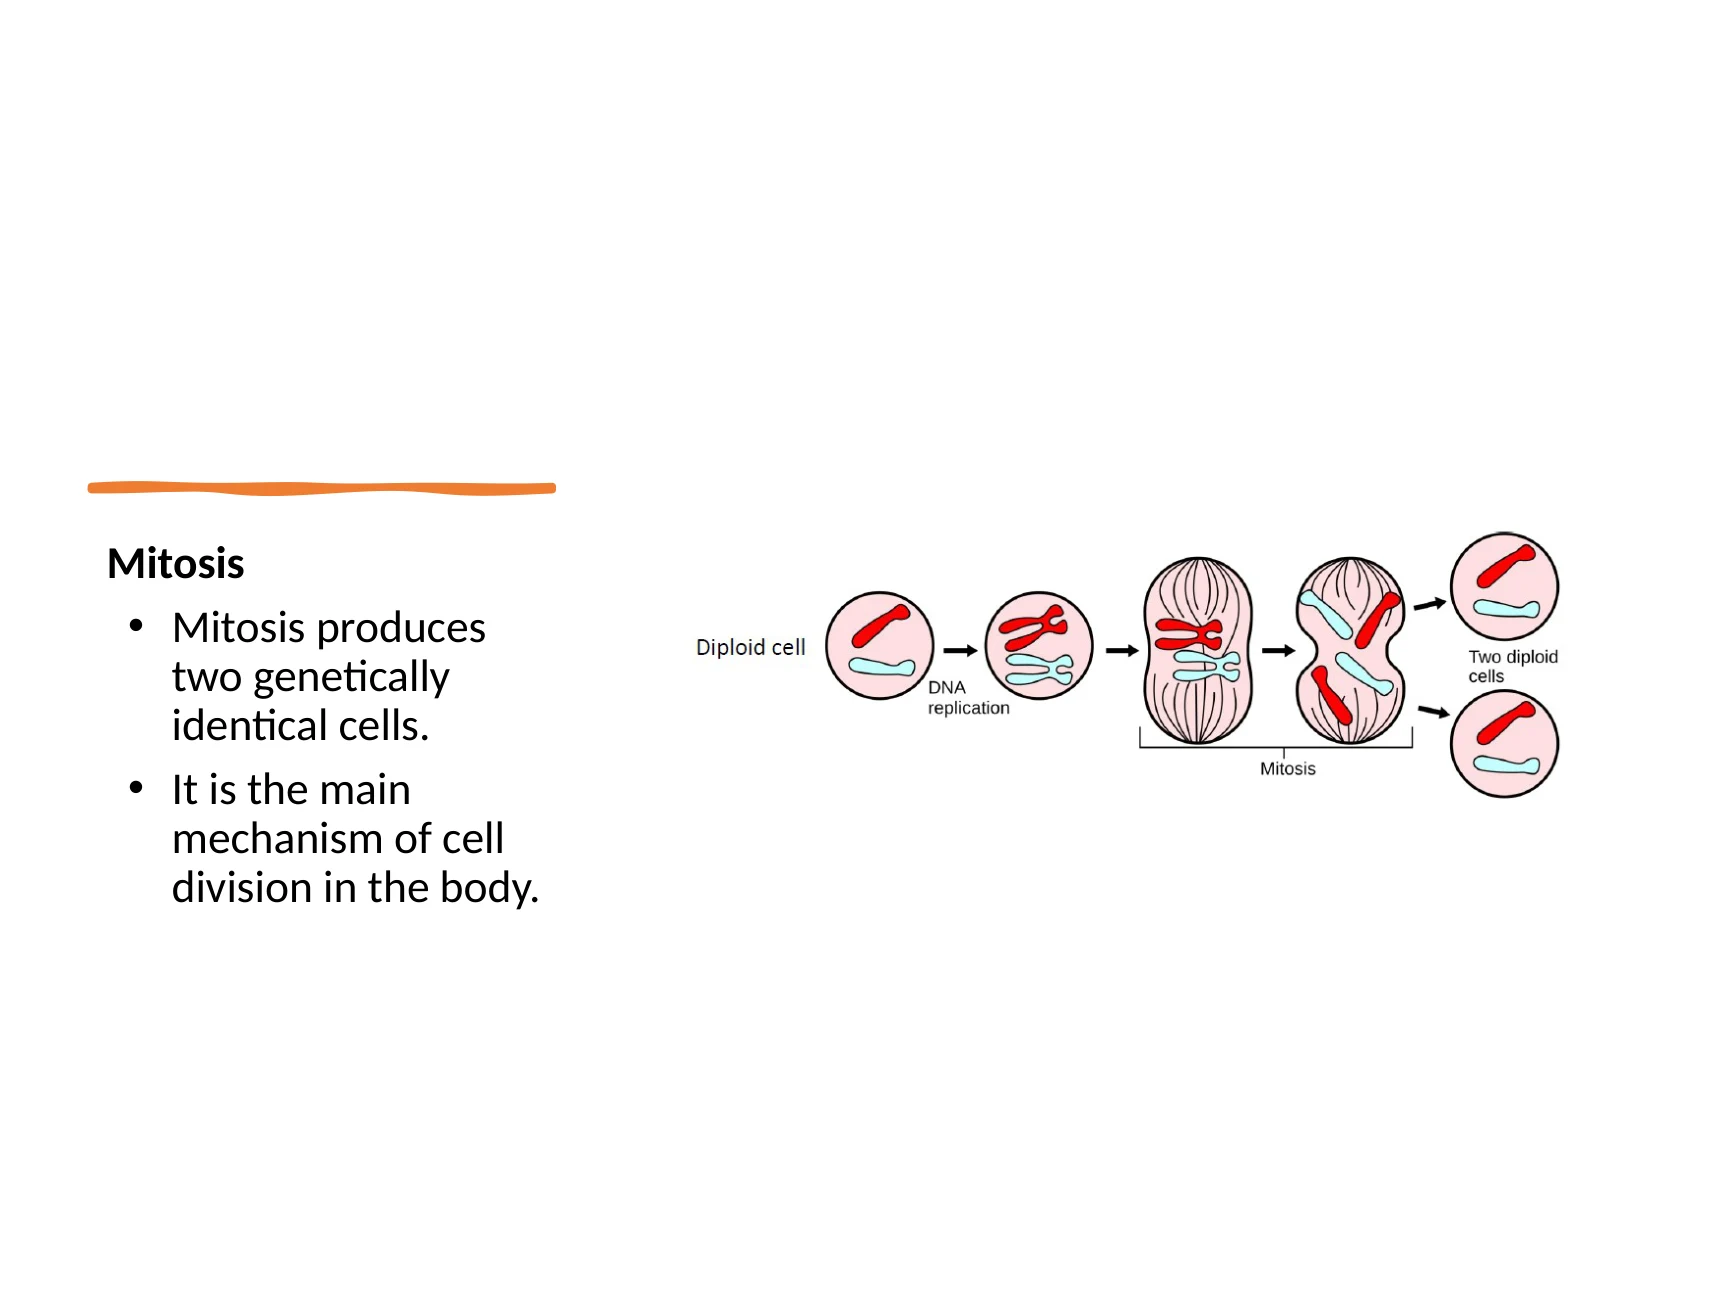 Mitosis
• Mitosis produces
two genetically
identical cells.
• It is the main
mechanism of cell
division in the body.
Diploid cell
DNA
replication
Mitosis
Two diploid
cells